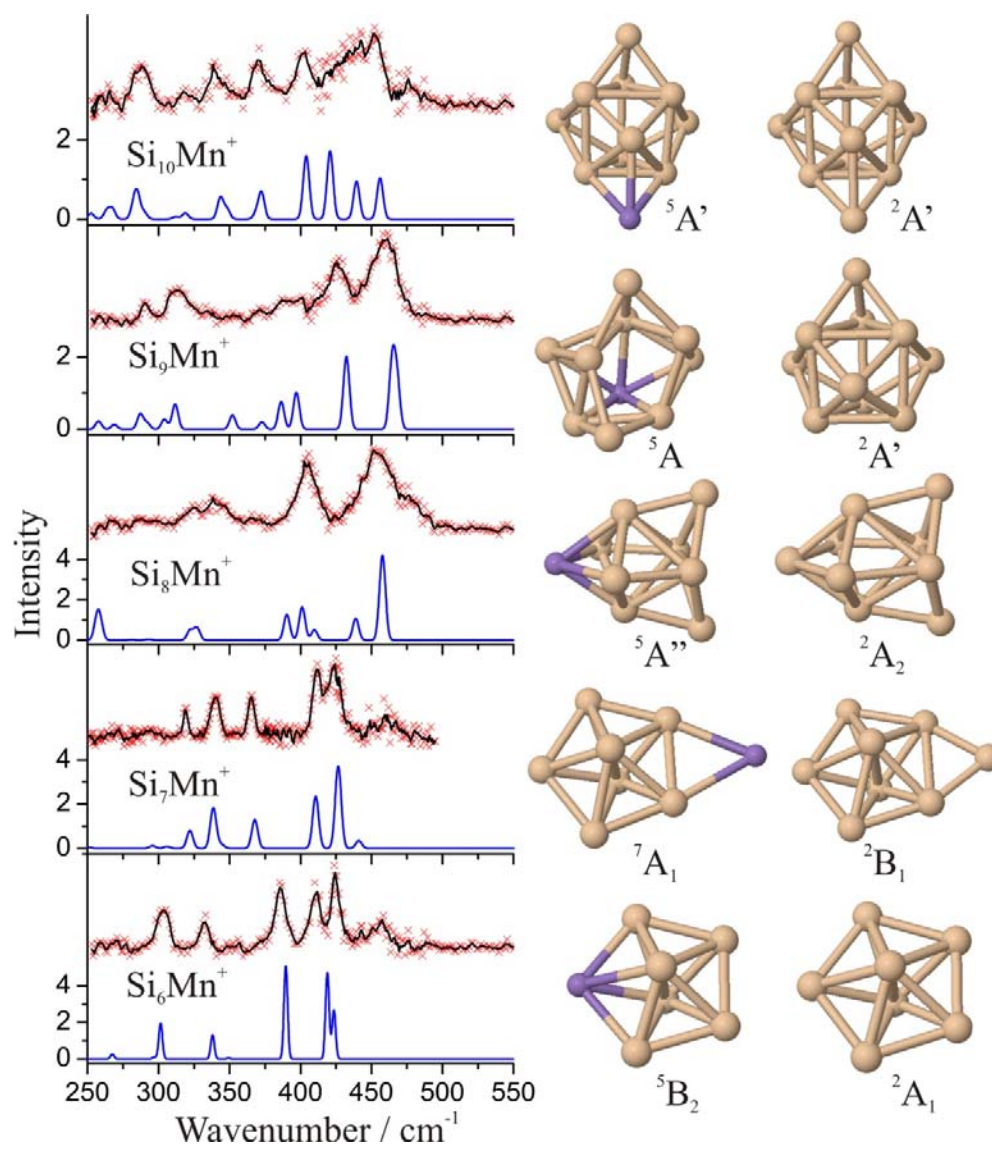 2
0
Si₁₀Mn⁺
⁵A’
²A’
2
0
Si₉Mn⁺
⁵A
²A’
4
2
0
Si₈Mn⁺
⁵A’’
²A₂
4
2
0
Si₇Mn⁺
⁷A₁
²B₁
4
2
0
Si₆Mn⁺
⁵B₂
²A₁
250 300 350 400 450 500 550
Wavenumber / cm⁻¹
Intensity